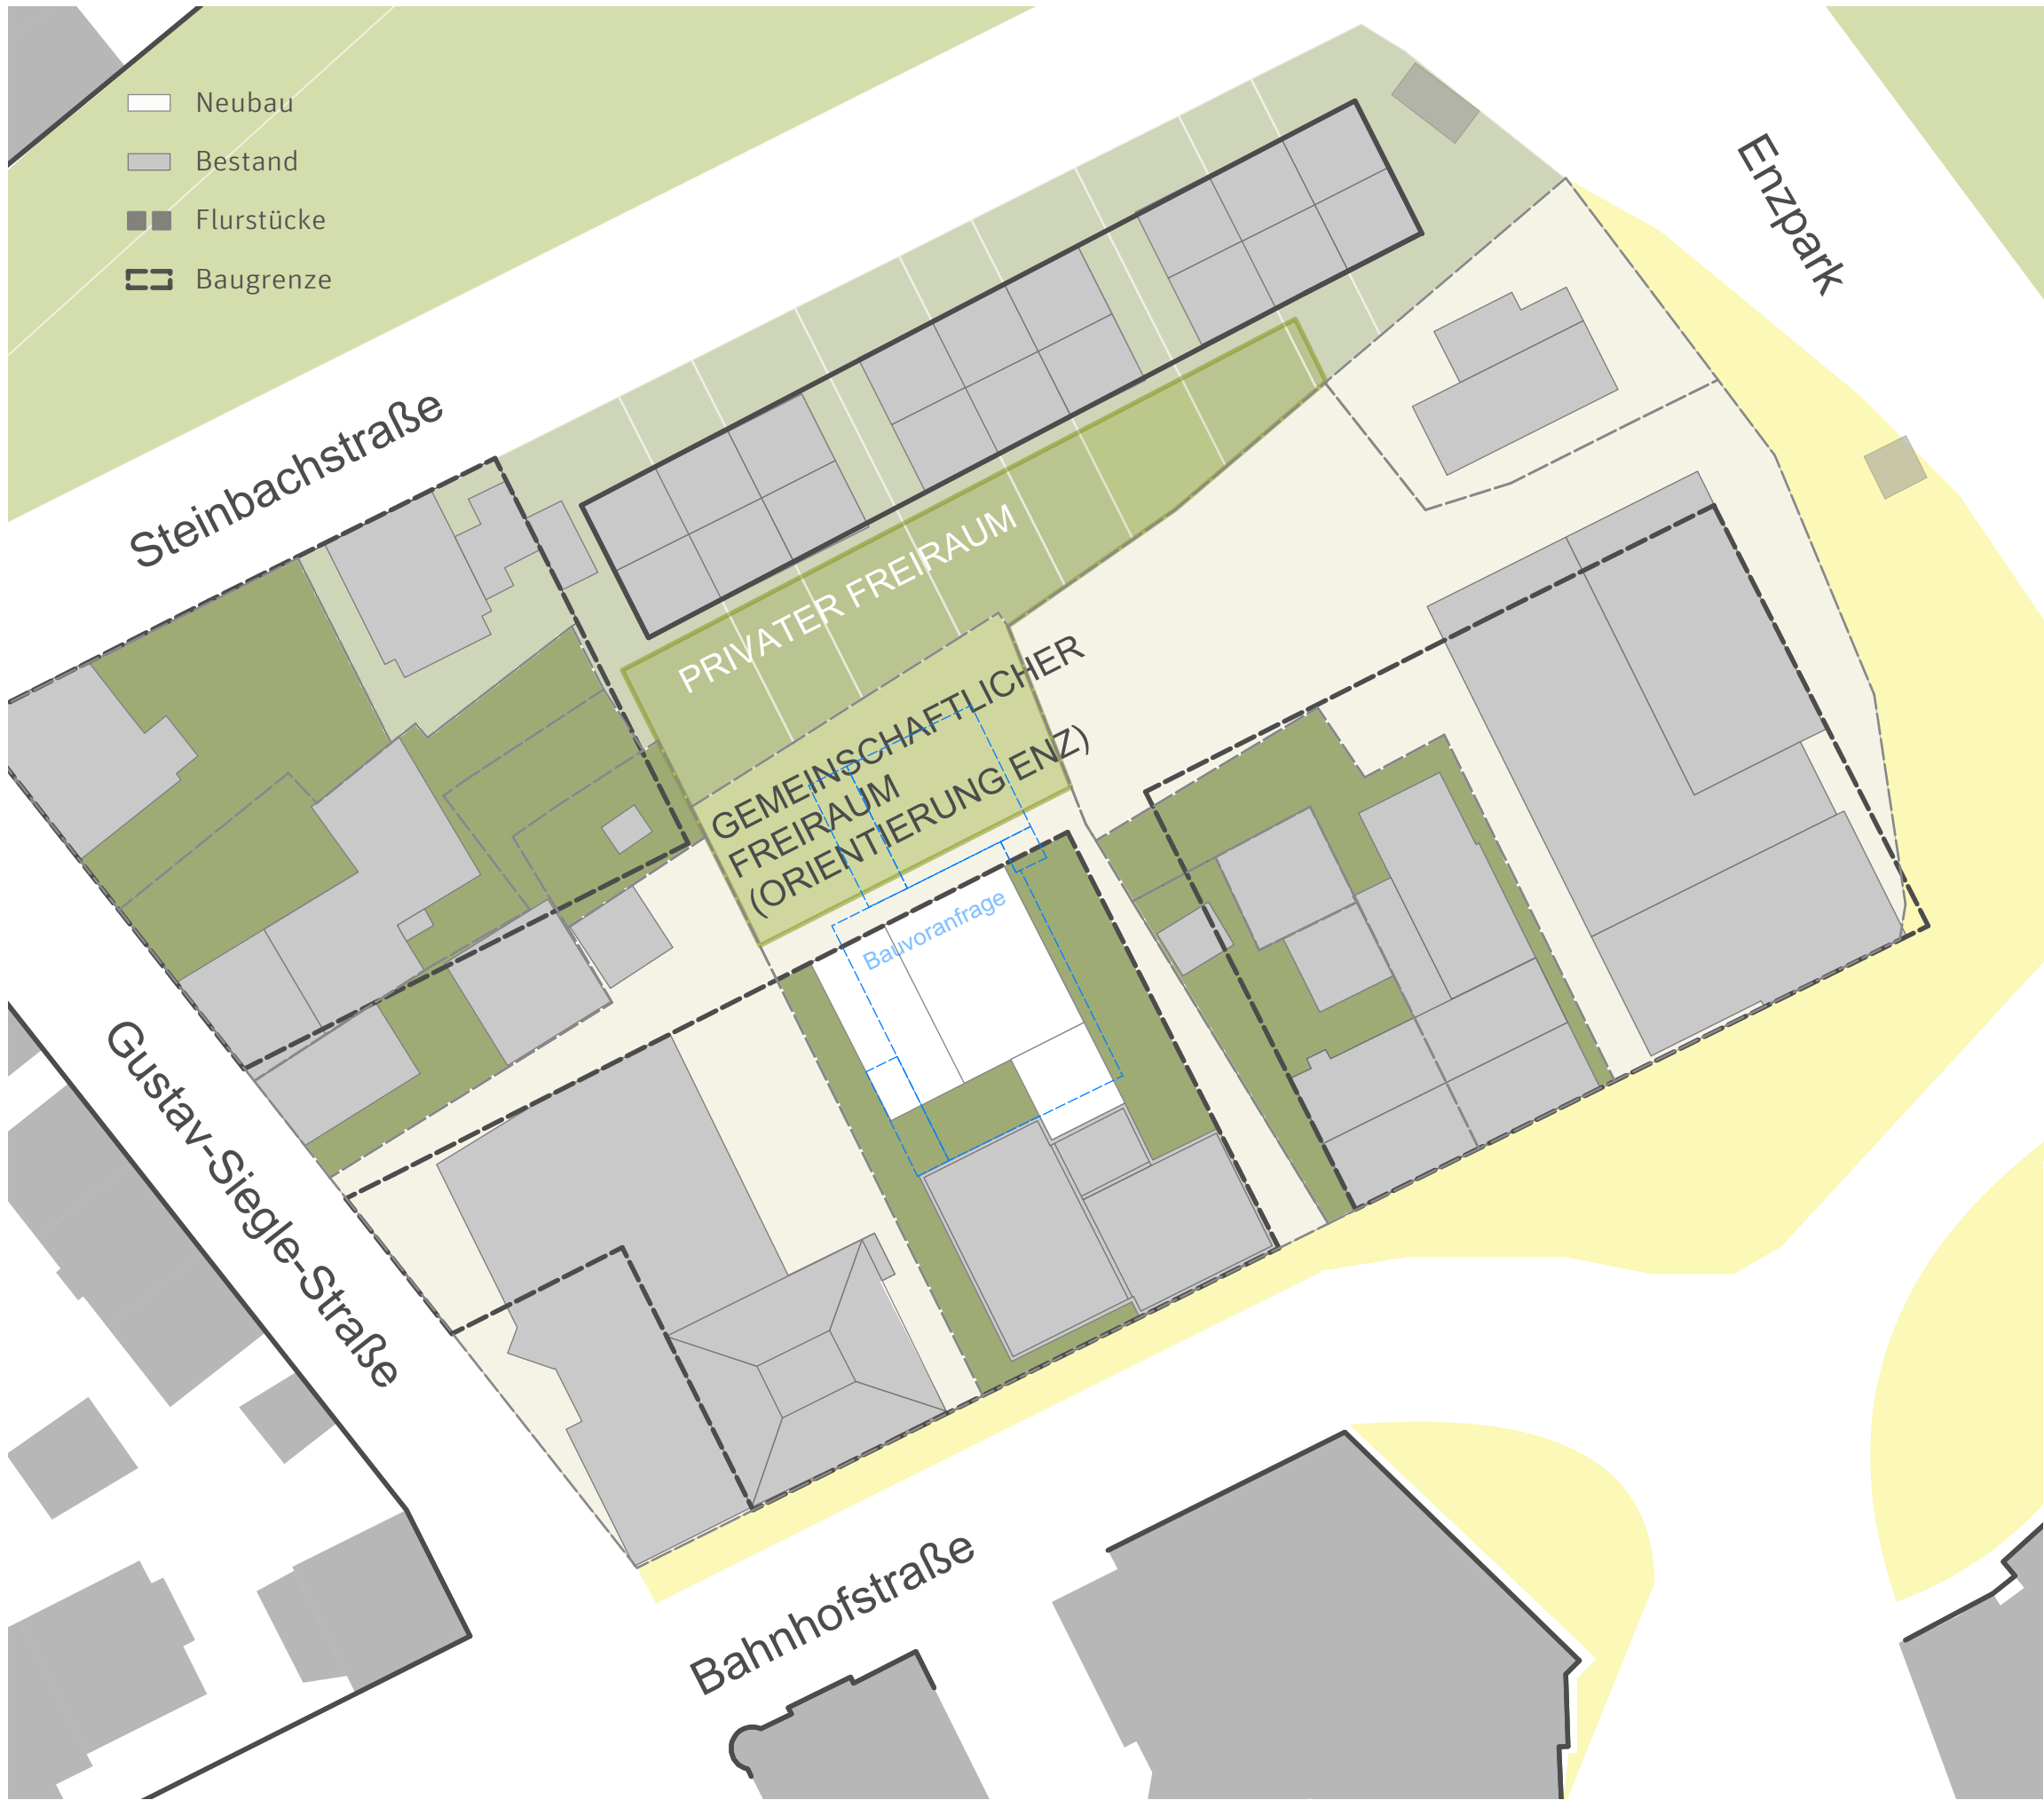 Neubau
Bestand
Flurstücke
Baugrenze
Enzpark
Steinbachstraße
PRIVATER FREIRAUM
GEMEINSCHAFTLICHER
FREIRAUM
(ORIENTIERUNG ENZ)
Bauvoranfrage
Gustav-Siegle-Straße
Bahnhofstraße